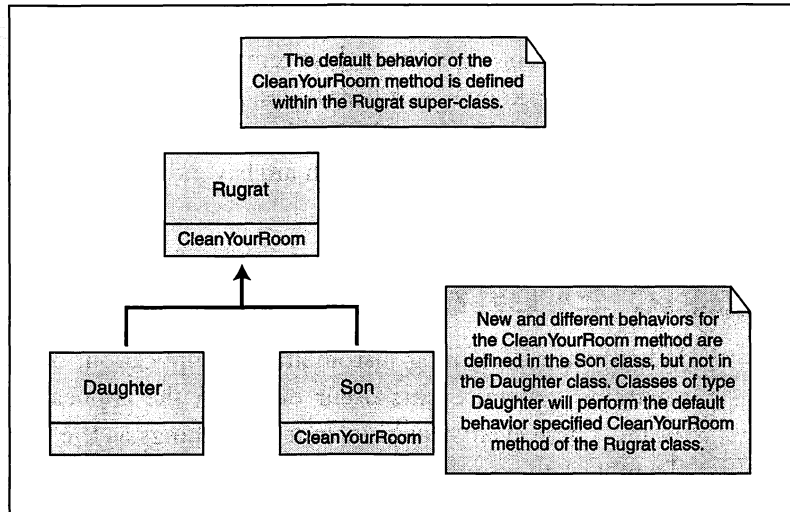 The default behavior of the
CleanYourRoom method is defined
within the Rugrat super-class.
Rugrat
CleanYourRoom
Daughter
Son
CleanYourRoom
New and different behaviors for
the CleanYourRoom method are
defined in the Son class, but not in
the Daughter class. Classes of type
Daughter will perform the default
behavior specified CleanYourRoom
method of the Rugrat class.